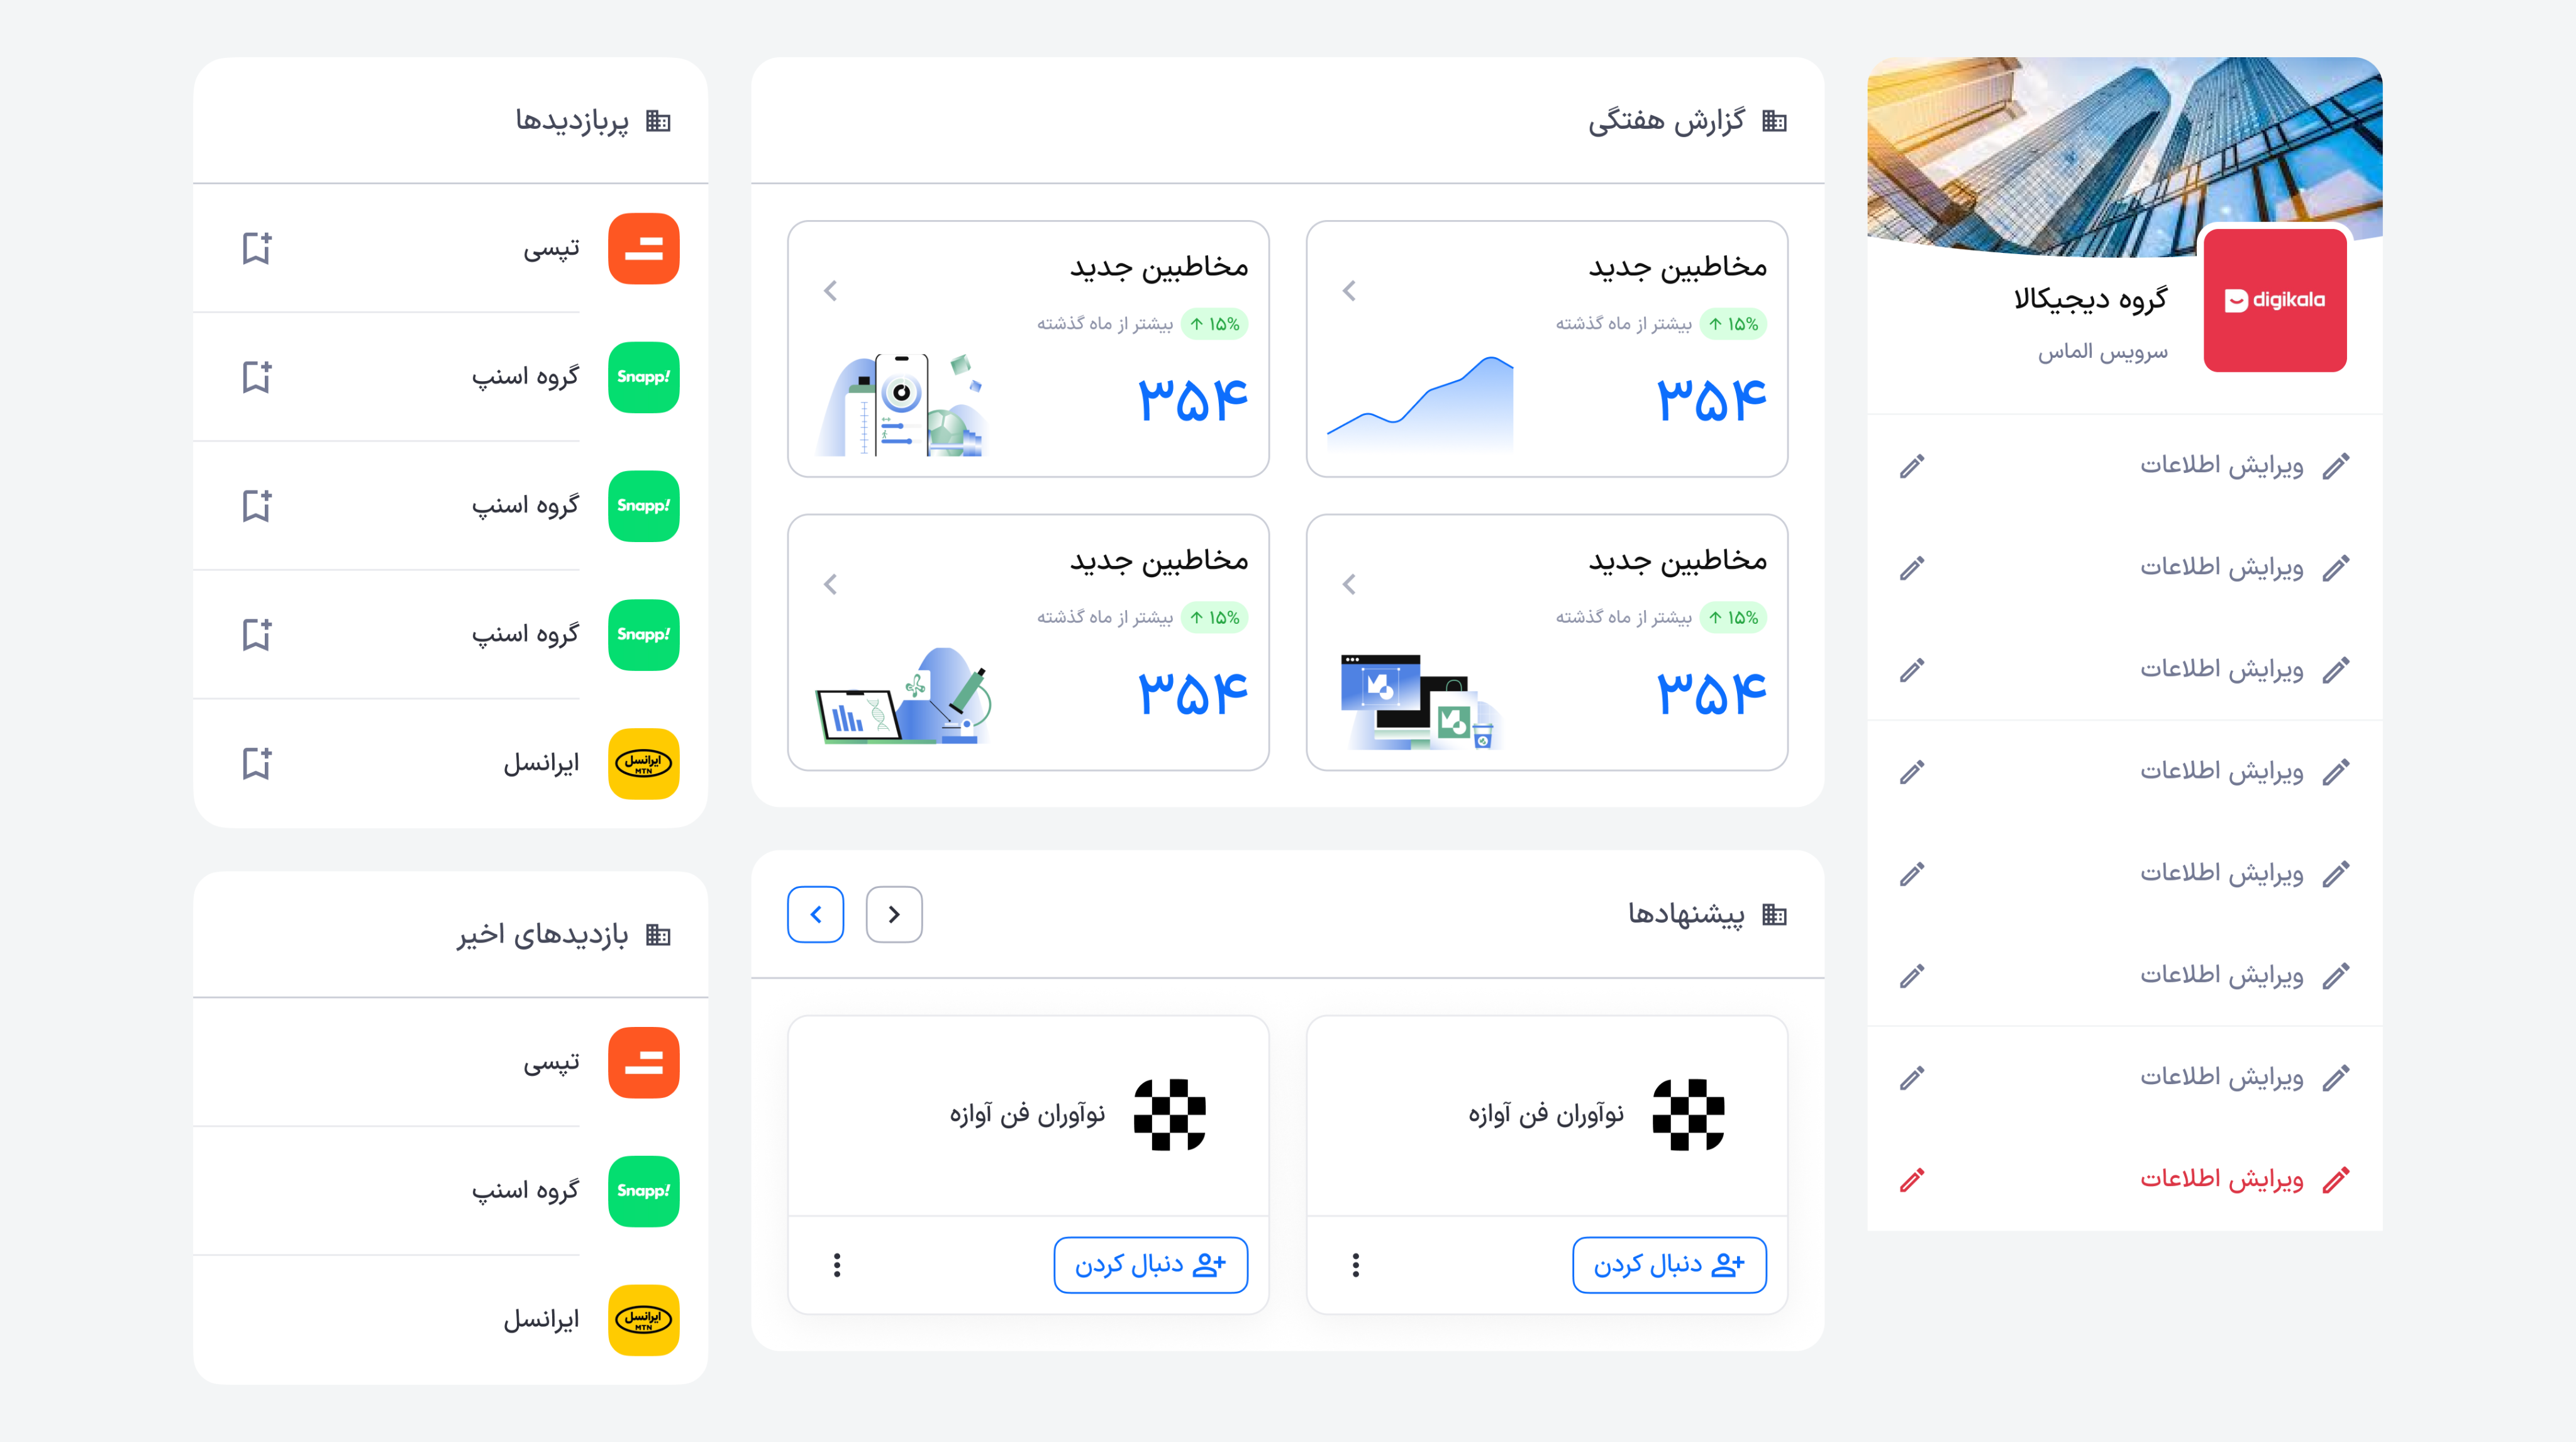 digikala
گروه دیجیکالا
سرویس الماس
ویرایش اطلاعات
ویرایش اطلاعات
ویرایش اطلاعات
ویرایش اطلاعات
ویرایش اطلاعات
ویرایش اطلاعات
ویرایش اطلاعات
ویرایش اطلاعات
گزارش هفتگی
مخاطبین جدید
۱۵% بیشتر از ماه گذشته
۳۵۴
مخاطبین جدید
۱۵% بیشتر از ماه گذشته
۳۵۴
مخاطبین جدید
۱۵% بیشتر از ماه گذشته
۳۵۴
مخاطبین جدید
۱۵% بیشتر از ماه گذشته
۳۵۴
پیشنهادها
نوآوران فن آوازه
دنبال کردن
نوآوران فن آوازه
دنبال کردن
پربازدیدها
تپسی
Snapp!
گروه اسنپ
Snapp!
گروه اسنپ
Snapp!
گروه اسنپ
ایرانسل
MTN
ایرانسل
بازدیدهای اخیر
تپسی
Snapp!
گروه اسنپ
ایرانسل
MTN
ایرانسل